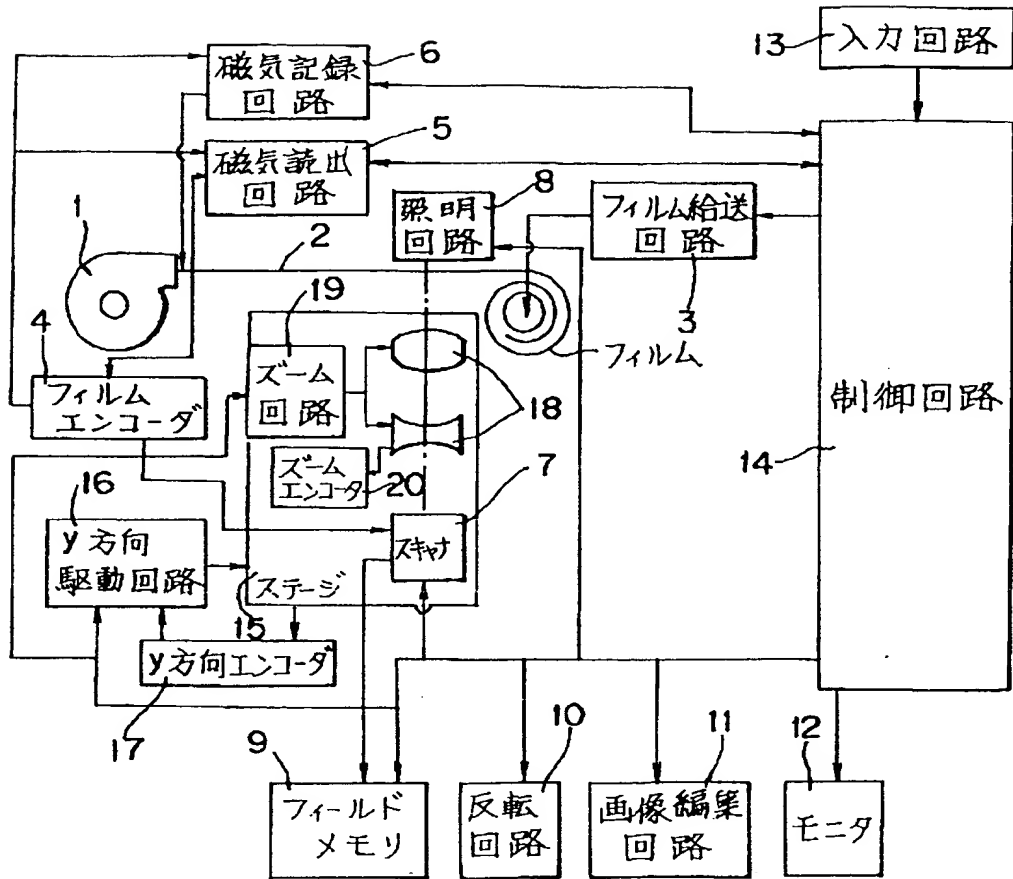 13
入力回路
6
磁気記録
回路
5
磁気読出
回路
8
照明
回路
フィルム給送
回路
3
1
2
フィルム
19
ズーム
回路
18
4
フィルム
エンコーダ
ズーム
エンコータ
20
7
スキャナ
制御回路
14
16
y方向
駆動回路
ステージ
15
y方向エンコーダ
17
9
フィールド
メモリ
10
反転
回路
11
画像編集
回路
12
モニタ